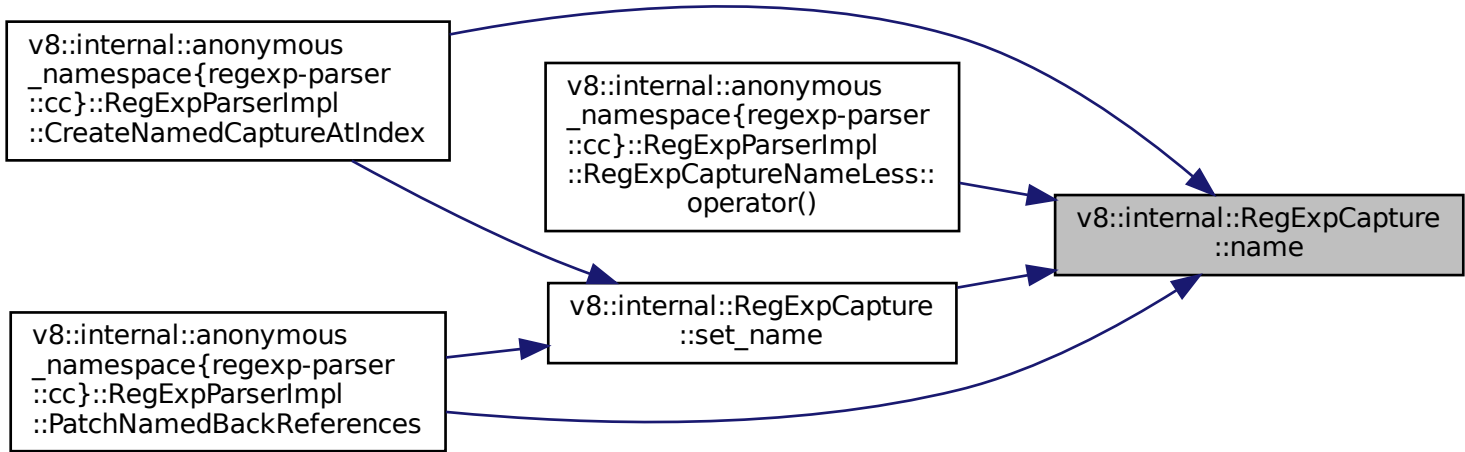 v8::internal::anonymous
_namespace{regexp-parser
::cc}::RegExpParserImpl
::CreateNamedCaptureAtIndex
v8::internal::anonymous
_namespace{regexp-parser
::cc}::RegExpParserImpl
::RegExpCaptureNameLess::
operator()
v8::internal::RegExpCapture
::name
v8::internal::RegExpCapture
::set_name
v8::internal::anonymous
_namespace{regexp-parser
::cc}::RegExpParserImpl
::PatchNamedBackReferences